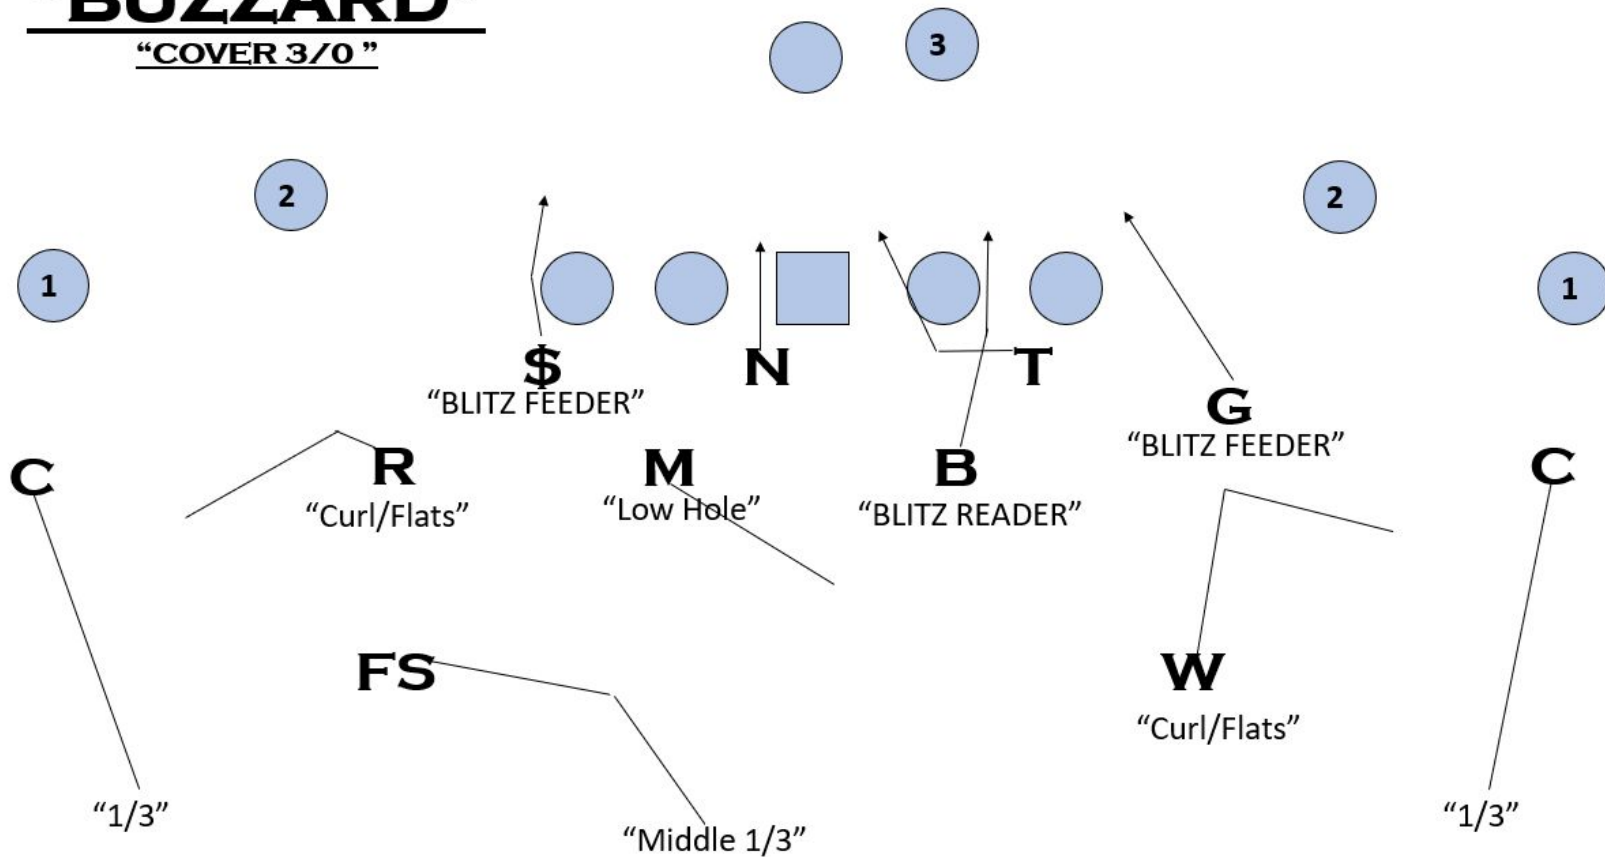 "BUZZARD"
"COVER 3/0 "
3
2
2
1
1
$
N
T
"BLITZ FEEDER"
G
"BLITZ FEEDER"
C
R
M
B
C
"Curl/Flats"
"Low Hole"
"BLITZ READER"
FS
W
"Curl/Flats"
"1/3"
"Middle 1/3"
"1/3"